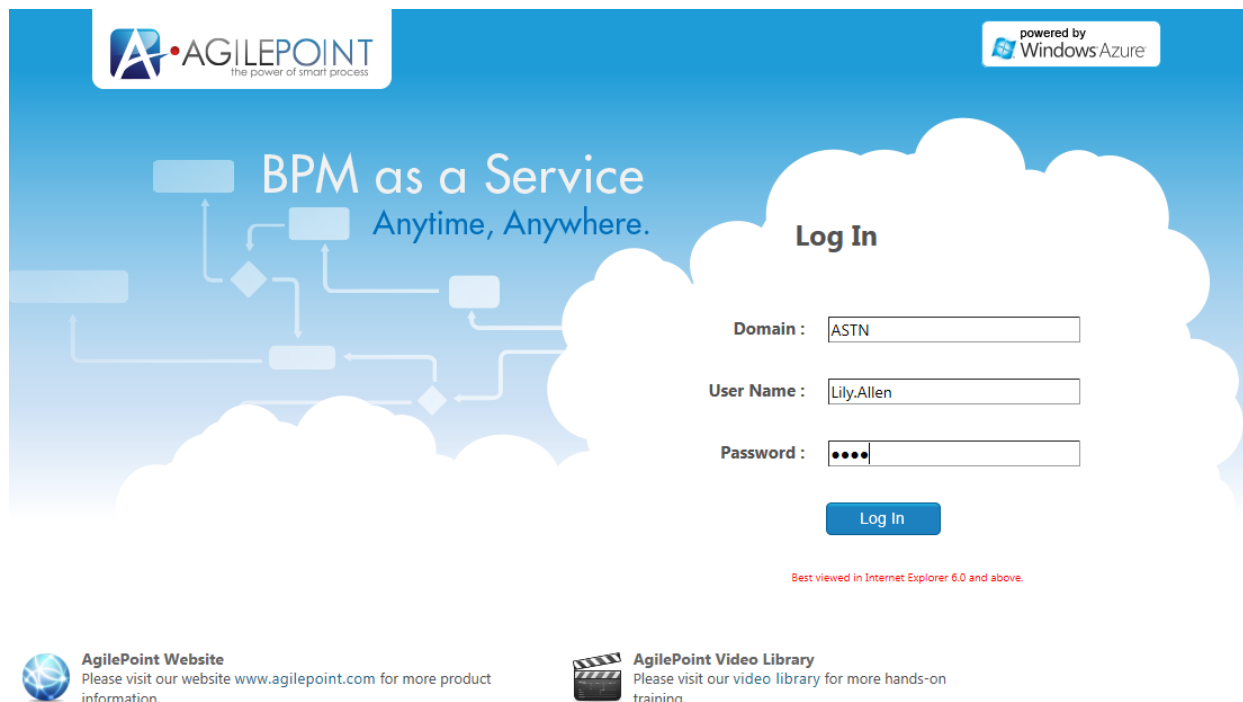 AGILEPOINT
the power of smart process
powered by
Windows Azure
BPM as a Service
Anytime, Anywhere.
Log In
Domain : ASTN
User Name : Lily.Allen
Password : ••••
Log In
Best viewed in Internet Explorer 6.0 and above.
AgilePoint Website
Please visit our website www.agilepoint.com for more product
information.
AgilePoint Video Library
Please visit our video library for more hands-on
training.